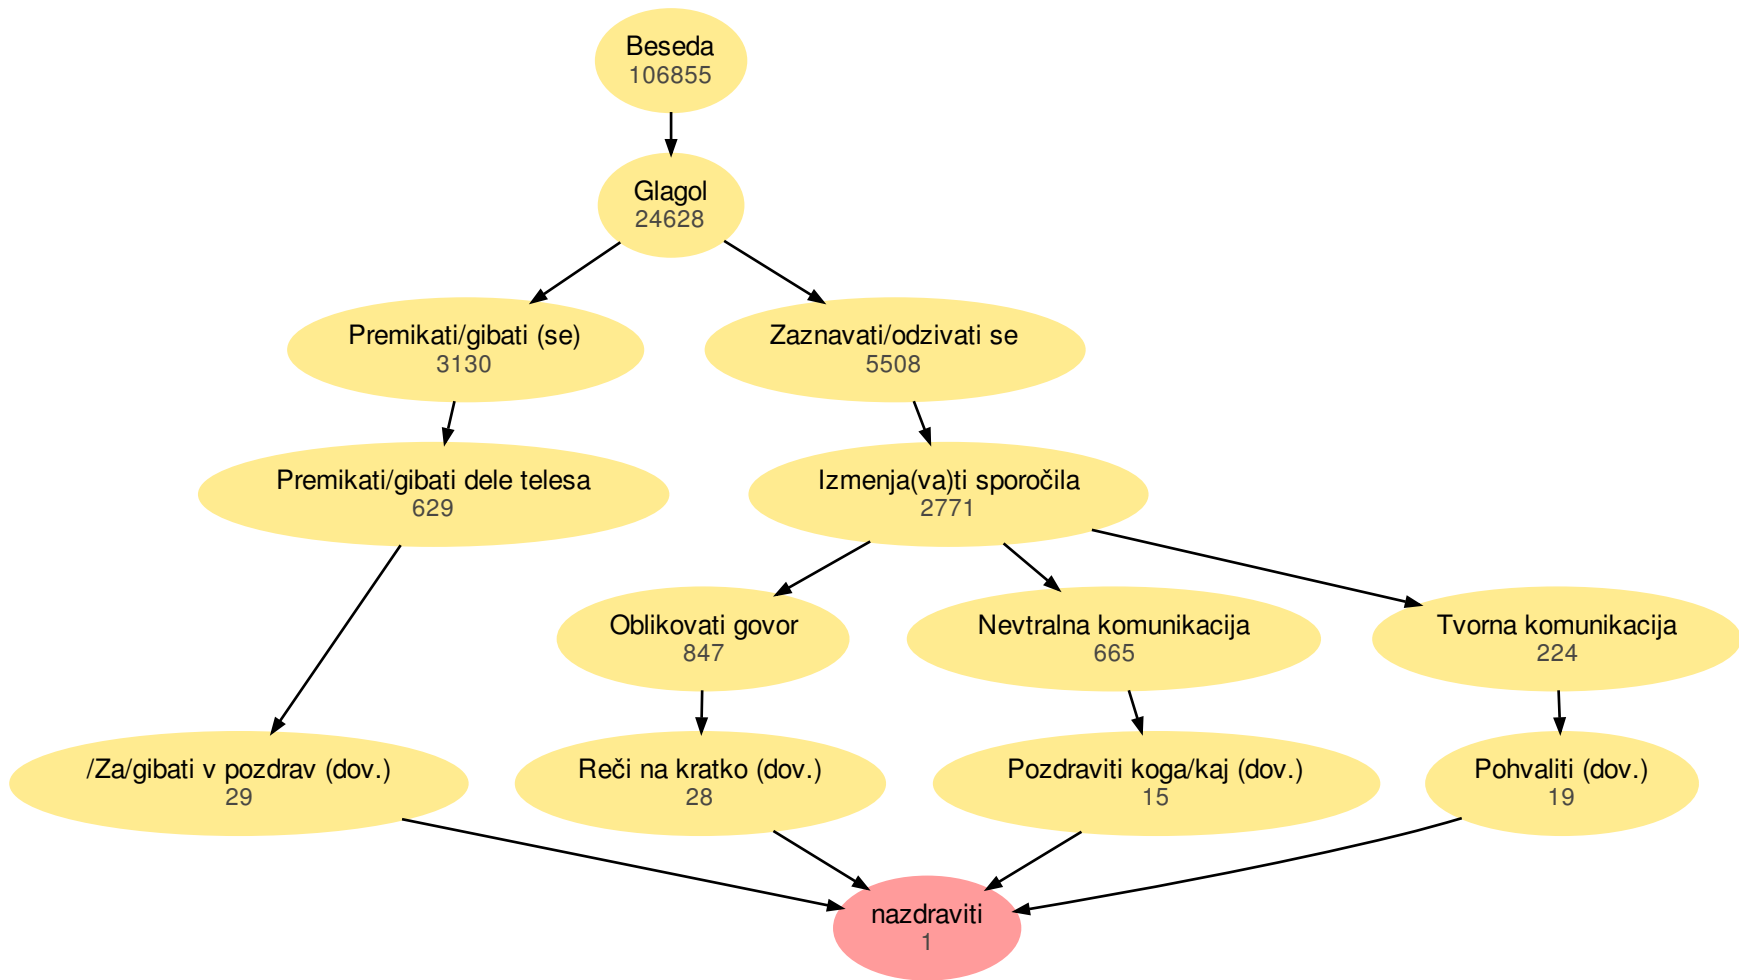 Beseda
106855
Glagol
24628
Premikati/gibati (se)
3130
Zaznavati/odzivati se
5508
Premikati/gibati dele telesa
629
Izmenja(va)ti sporočila
2771
Oblikovati govor
847
Nevtralna komunikacija
665
Tvorna komunikacija
224
/Za/gibati v pozdrav (dov.)
29
Reči na kratko (dov.)
28
Pozdraviti koga/kaj (dov.)
15
Pohvaliti (dov.)
19
nazdraviti
1